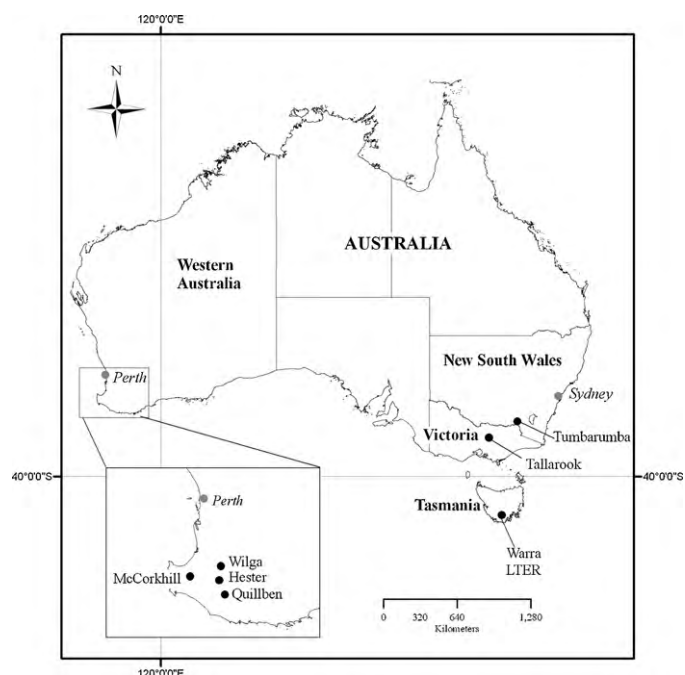 120°0'0"E
N
AUSTRALIA
Western
Australia
New South Wales
Perth
Sydney
Tumbarumba
Victoria
Tallarook
40°0'0"S
40°0'0"S
Perth
Tasmania
Wilga
McCorkhill
Hester
Quillben
Warra
LTER
0 320 640 1,280
Kilometers
120°0'0"E